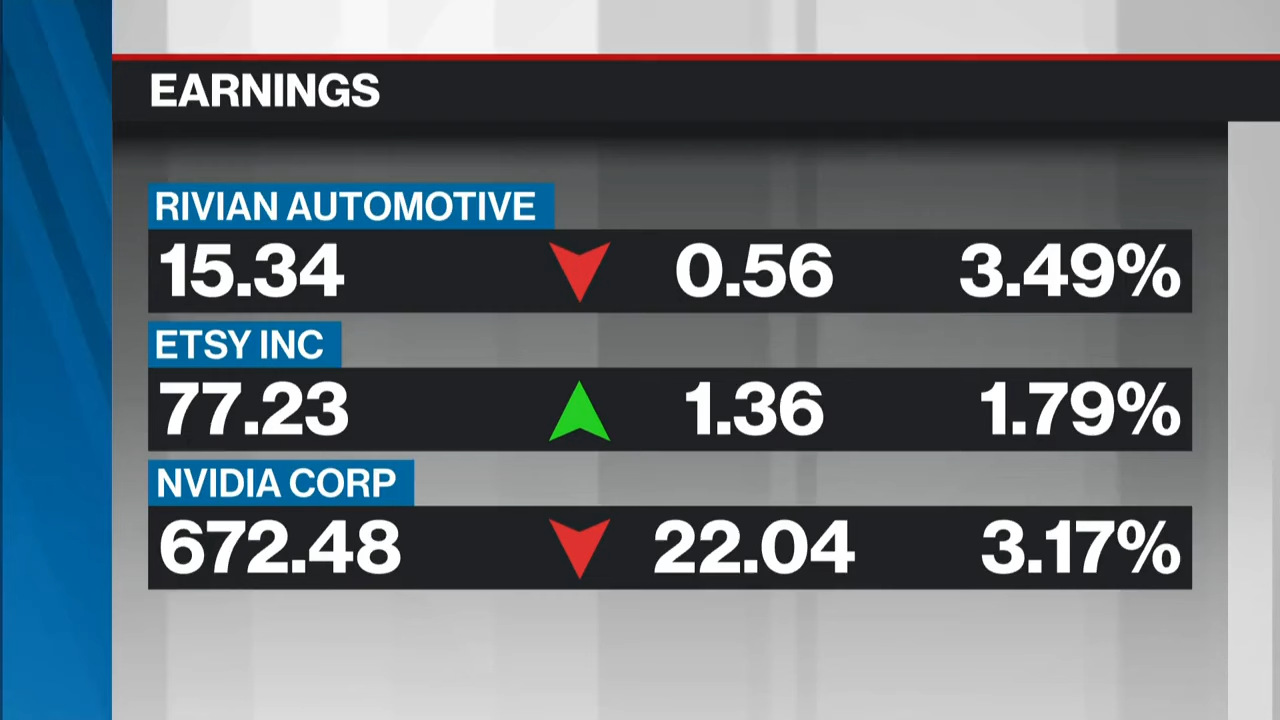 EARNINGS
RIVIAN AUTOMOTIVE
15.34 0.56 3.49%
ETSY INC
77.23 1.36 1.79%
NVIDIA CORP
672.48 22.04 3.17%